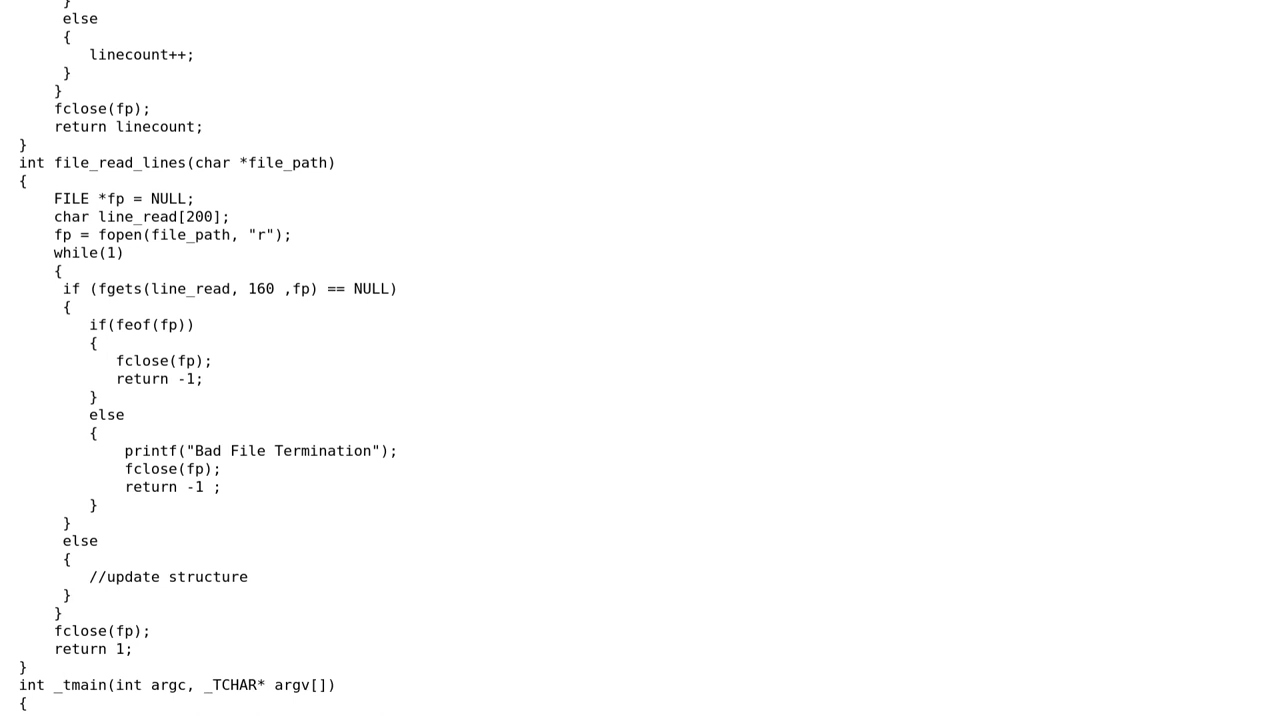 }
else
{
linecount++;
}
}
fclose(fp);
return linecount;
}
int file_read_lines(char *file_path)
{
FILE *fp = NULL;
char line_read[200];
fp = fopen(file_path, "r");
while(1)
{
if (fgets(line_read, 160 ,fp) == NULL)
{
if(feof(fp))
{
fclose(fp);
return -1;
}
else
{
printf("Bad File Termination");
fclose(fp);
return -1 ;
}
}
else
{
//update structure
}
}
fclose(fp);
return 1;
}
int _tmain(int argc, _TCHAR* argv[])
{